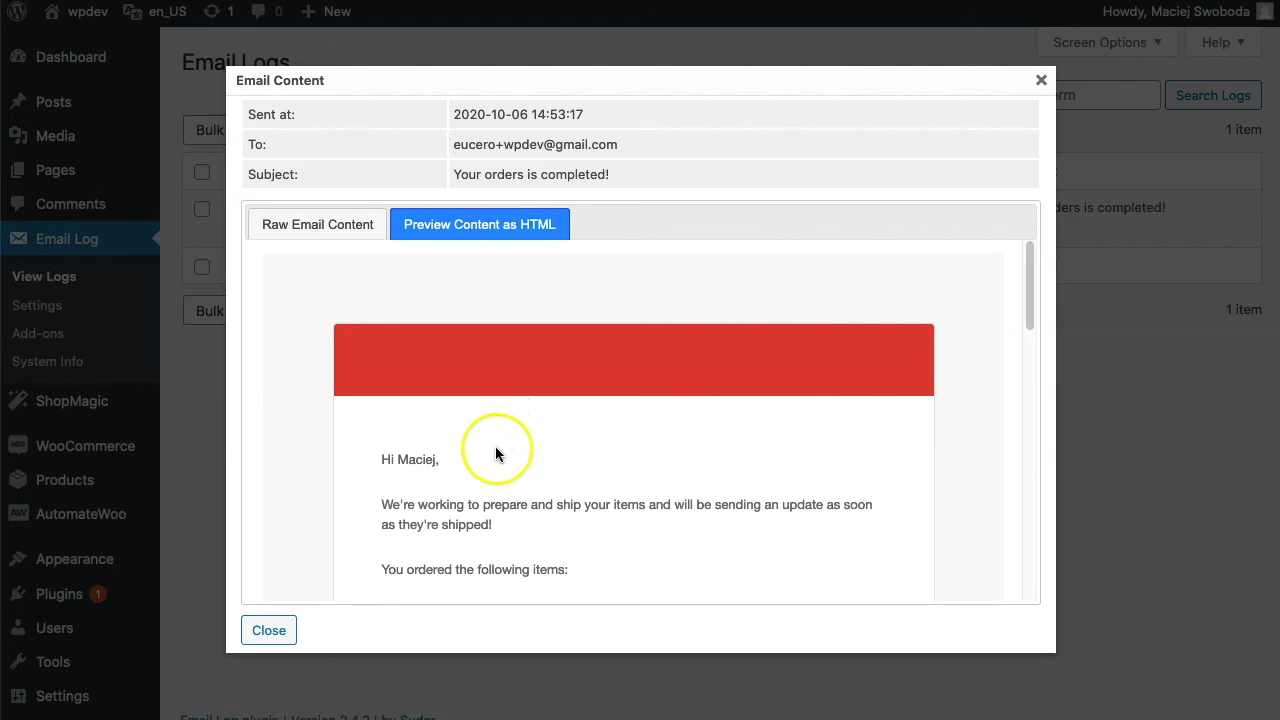 wpdev en_US 1 0 New Howdy, Maciej Swoboda
Screen Options Help
Dashboard
Posts
Media
Pages
Comments
Email Log
View Logs
Settings
Add-ons
System Info
ShopMagic
WooCommerce
Products
AutomateWoo
Appearance
Plugins 1
Users
Tools
Settings
Email Logs
Search Logs
Bulk
1 item
ders is completed!
Bulk
1 item
Email Content
Sent at: 2020-10-06 14:53:17
To: eucero+wpdev@gmail.com
Subject: Your orders is completed!
Raw Email Content Preview Content as HTML
Hi Maciej,
We're working to prepare and ship your items and will be sending an update as soon
as they're shipped!
You ordered the following items:
Close